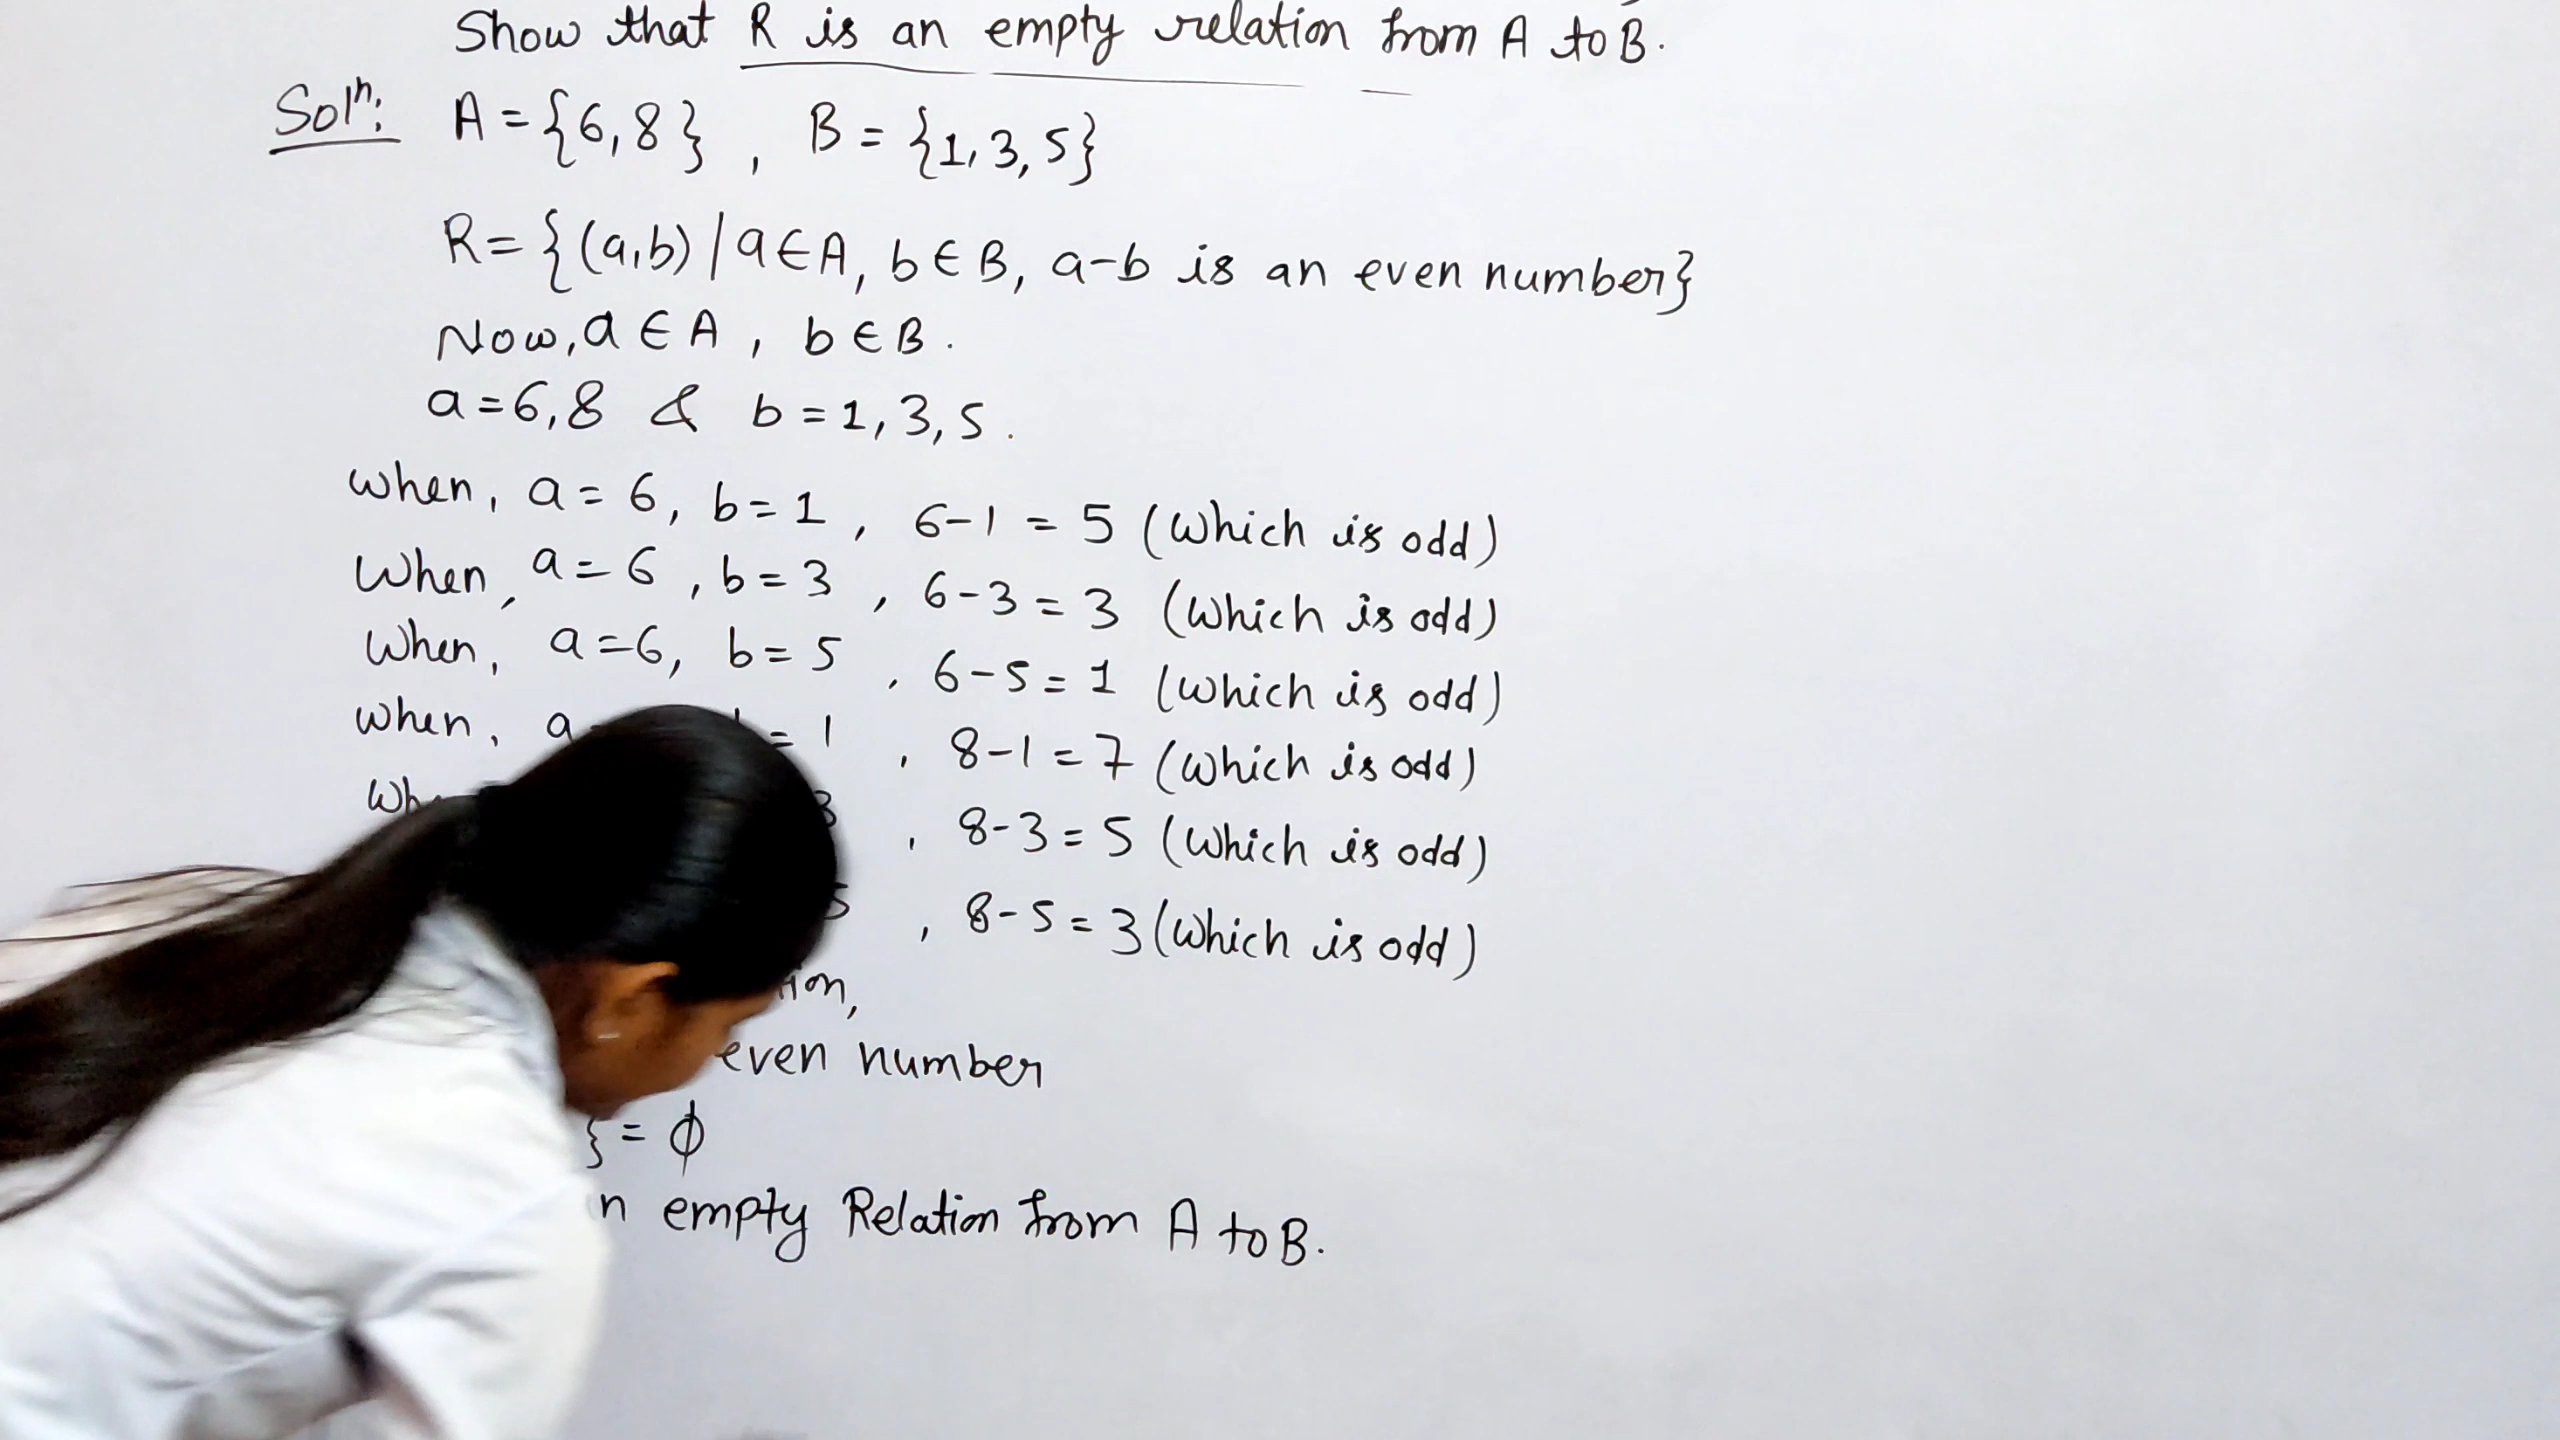 Show that R is an empty relation from A to B.
Solⁿ: A = {6, 8} , B = {1, 3, 5}
R = {(a, b) / a ∈ A, b ∈ B, a-b is an even number}
Now, a ∈ A , b ∈ B.
a = 6, 8 & b = 1, 3, 5.
When, a = 6, b = 1 , 6-1 = 5 (Which is odd)
When, a = 6 , b = 3 , 6-3 = 3 (Which is odd)
When, a = 6, b = 5 , 6-5 = 1 (Which is odd)
When, a = 1 , 8-1 = 7 (Which is odd)
3 , 8-3 = 5 (Which is odd)
5 , 8-5 = 3 (Which is odd)
even number
} = ϕ
empty Relation from A to B.